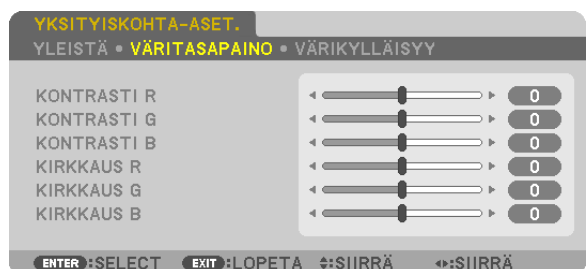 YKSITYISKOHTA-ASET.
YLEISTÄ • VÄRITASAPAINO • VÄRIKYLLÄISYY
KONTRASTI R 0
KONTRASTI G 0
KONTRASTI B 0
KIRKKAUS R 0
KIRKKAUS G 0
KIRKKAUS B 0
ENTER :SELECT EXIT :LOPETA :SIIRRÄ :SIIRRÄ